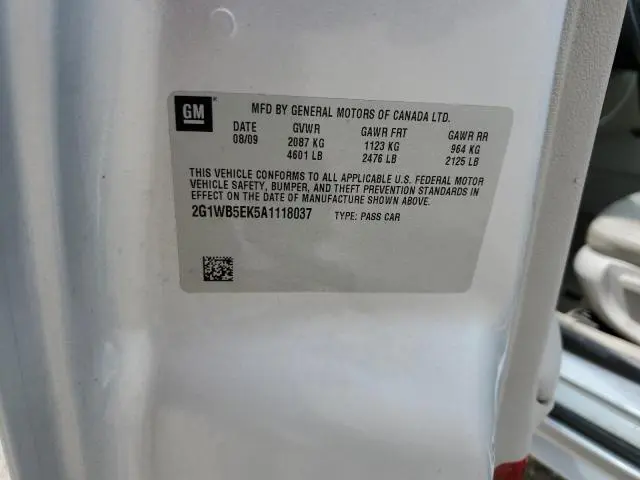 GM
MFD BY GENERAL MOTORS OF CANADA LTD.
DATE GVWR GAWR FRT GAWR RR
08/09 2087 KG 1123 KG 964 KG
4601 LB 2476 LB 2125 LB
THIS VEHICLE CONFORMS TO ALL APPLICABLE U.S. FEDERAL MOTOR
VEHICLE SAFETY, BUMPER, AND THEFT PREVENTION STANDARDS IN
EFFECT ON THE DATE OF MANUFACTURE SHOWN ABOVE.
2G1WB5EK5A1118037 TYPE: PASS CAR